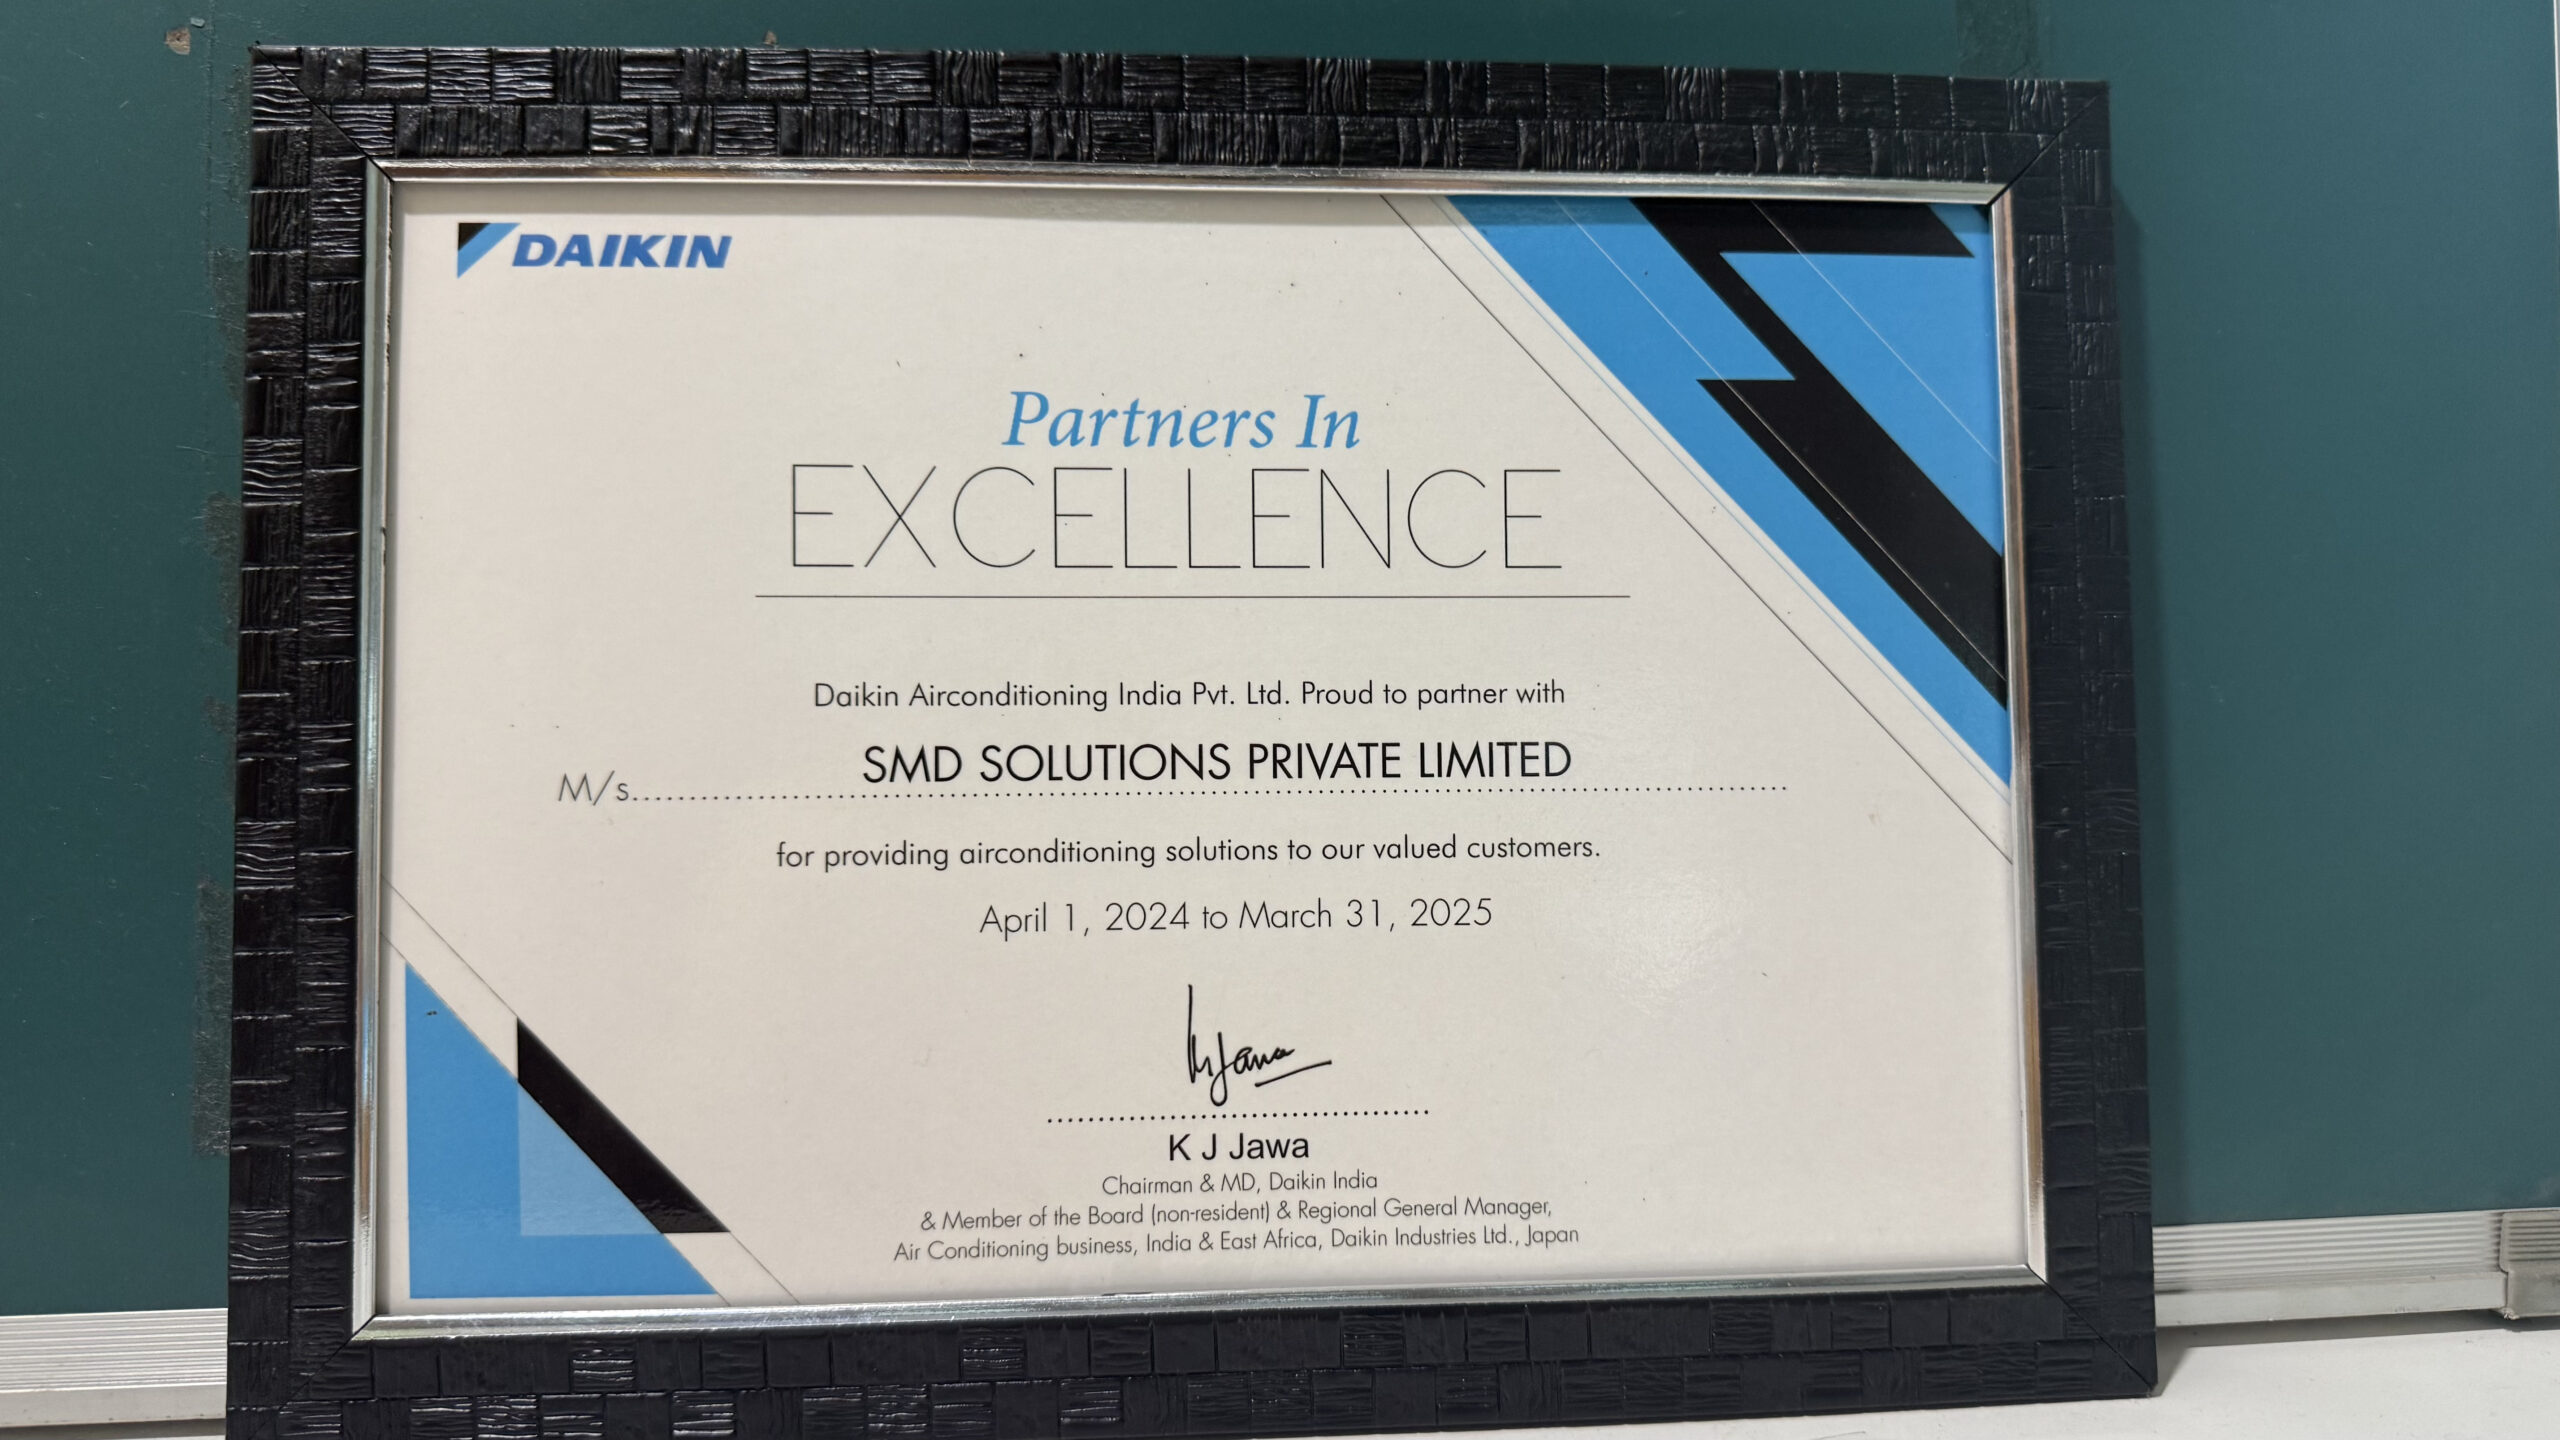 DAIKIN
Partners In
EXCELLENCE
Daikin Airconditioning India Pvt. Ltd. Proud to partner with
SMD SOLUTIONS PRIVATE LIMITED
M/s.
for providing airconditioning solutions to our valued customers.
April 1, 2024 to March 31, 2025
K J Jawa
Chairman & MD, Daikin India
& Member of the Board (non-resident) & Regional General Manager,
Air Conditioning business, India & East Africa, Daikin Industries Ltd., Japan